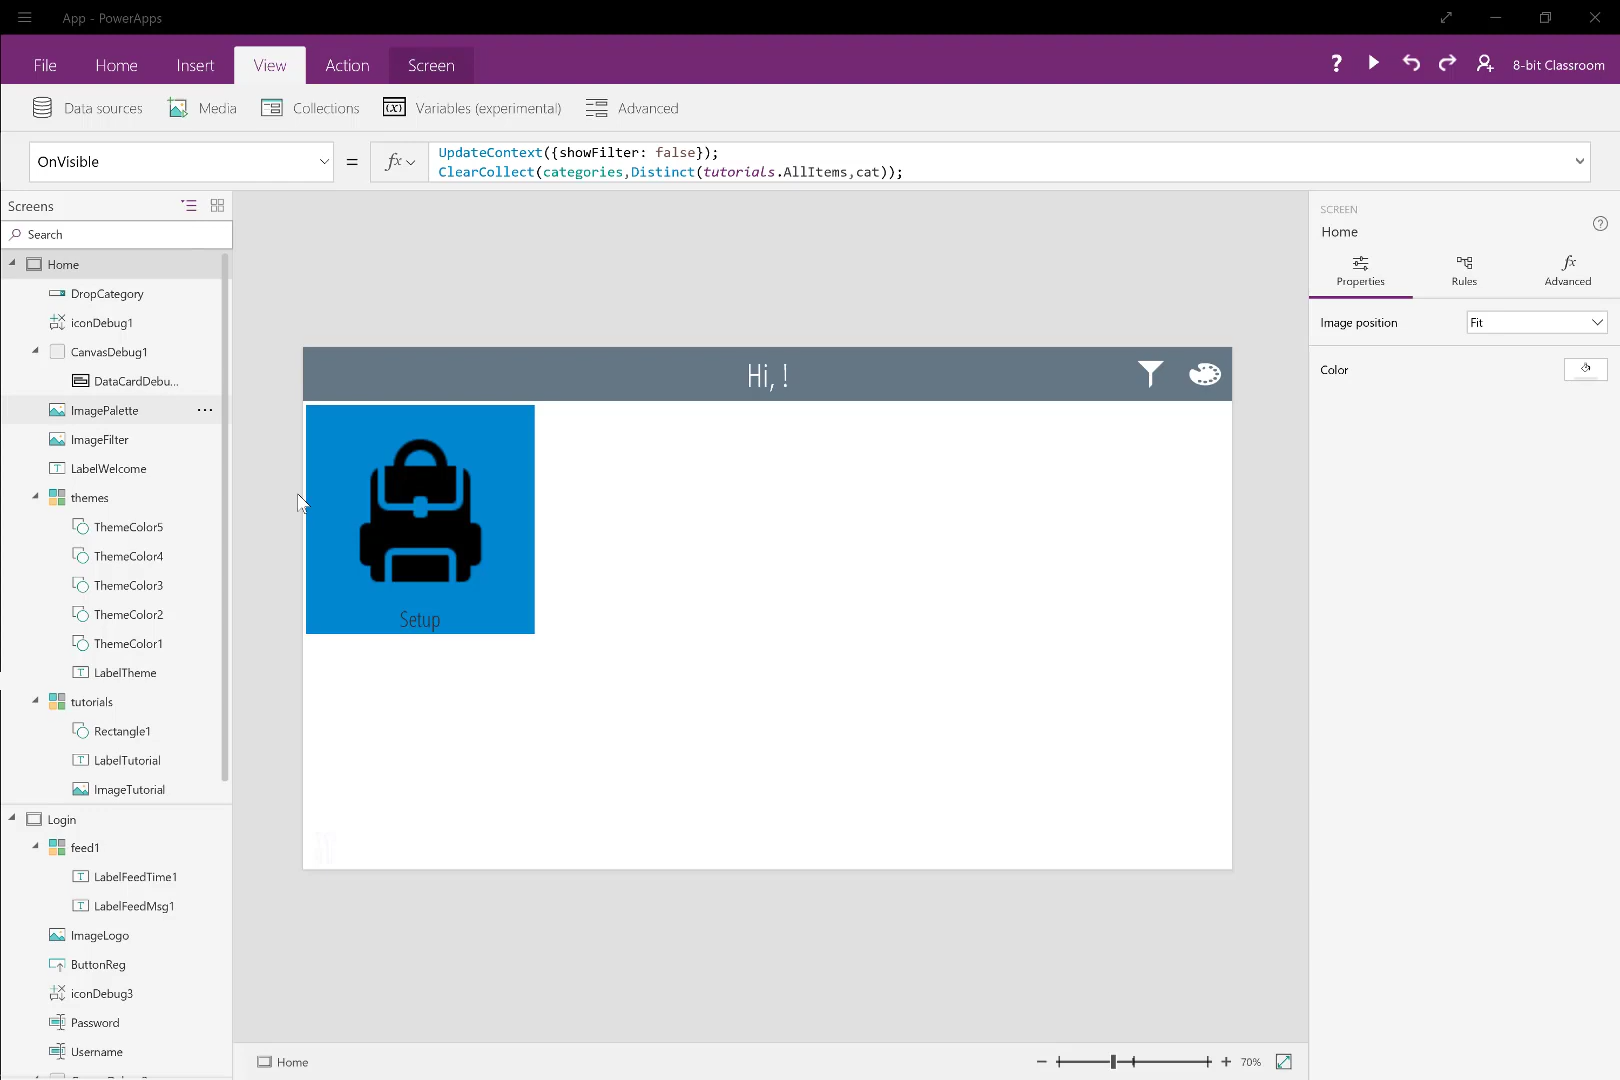 App - PowerApps
File Home Insert View Action Screen
8-bit Classroom
Data sources Media Collections Variables (experimental) Advanced
OnVisible = fx UpdateContext({showFilter: false});
ClearCollect(categories,Distinct(tutorials.AllItems,cat));
Screens
Search
Home
DropCategory
iconDebug1
CanvasDebug1
DataCardDebu...
ImagePalette ...
ImageFilter
LabelWelcome
themes
ThemeColor5
ThemeColor4
ThemeColor3
ThemeColor2
ThemeColor1
LabelTheme
tutorials
Rectangle1
LabelTutorial
ImageTutorial
Login
feed1
LabelFeedTime1
LabelFeedMsg1
ImageLogo
ButtonReg
iconDebug3
Password
Username
Hi, !
Setup
Home
70%
SCREEN
Home
Properties Rules Advanced
Image position Fit
Color